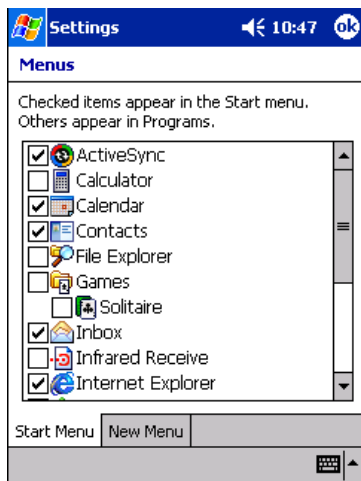 Settings 10:47 ok
Menus
Checked items appear in the Start menu.
Others appear in Programs.
ActiveSync
Calculator
Calendar
Contacts
File Explorer
Games
Solitaire
Inbox
Infrared Receive
Internet Explorer
Start Menu New Menu